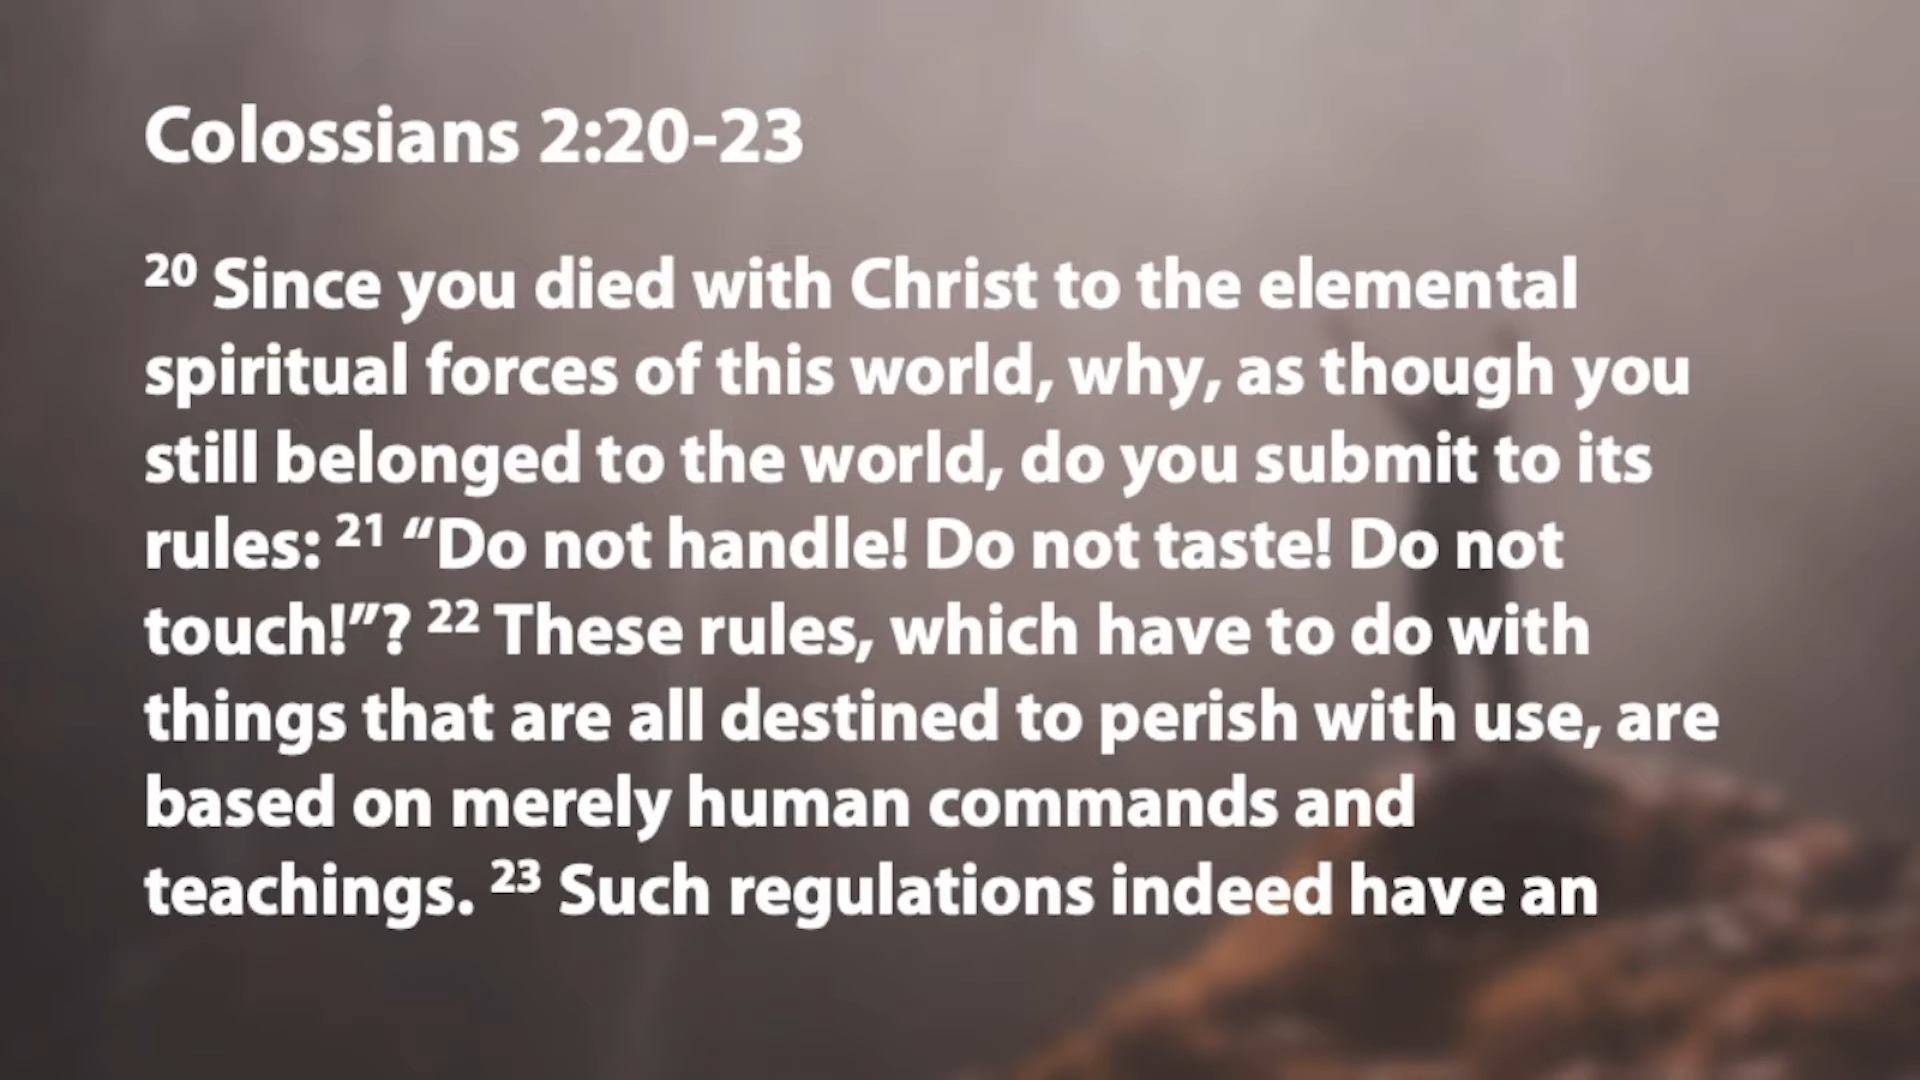 Colossians 2:20-23
20 Since you died with Christ to the elemental
spiritual forces of this world, why, as though you
still belonged to the world, do you submit to its
rules: 21 “Do not handle! Do not taste! Do not
touch!”? 22 These rules, which have to do with
things that are all destined to perish with use, are
based on merely human commands and
teachings. 23 Such regulations indeed have an